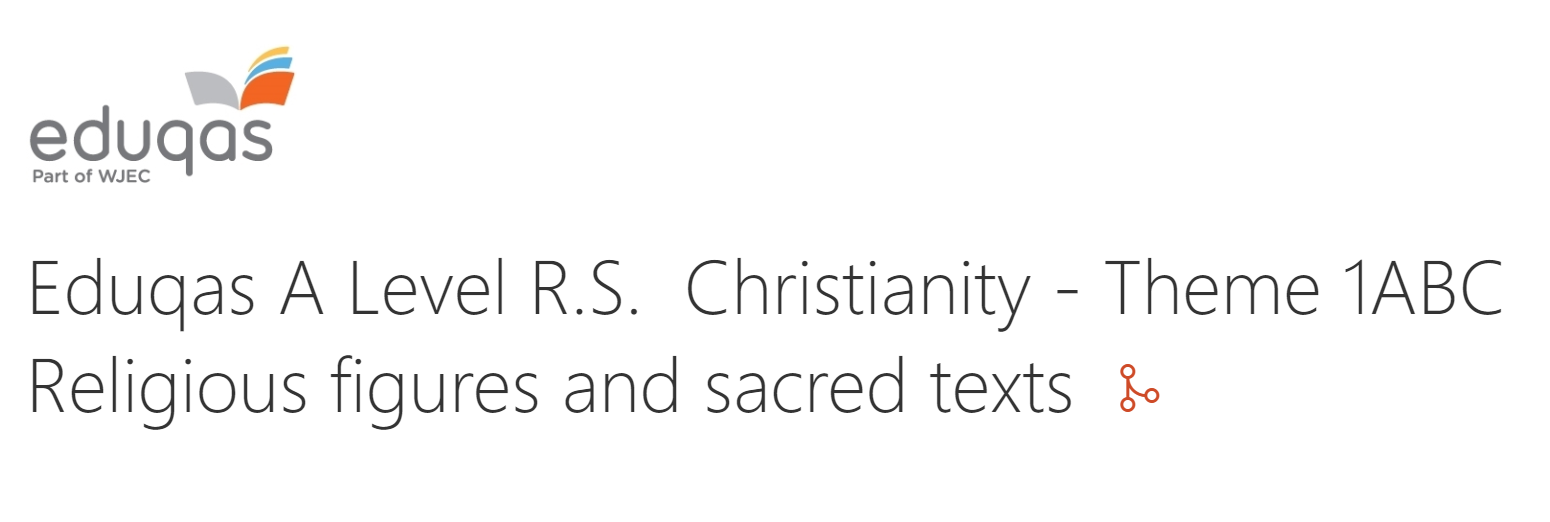 eduqas
Part of WJEC
Eduqas A Level R.S.  Christianity - Theme 1ABC
Religious figures and sacred texts